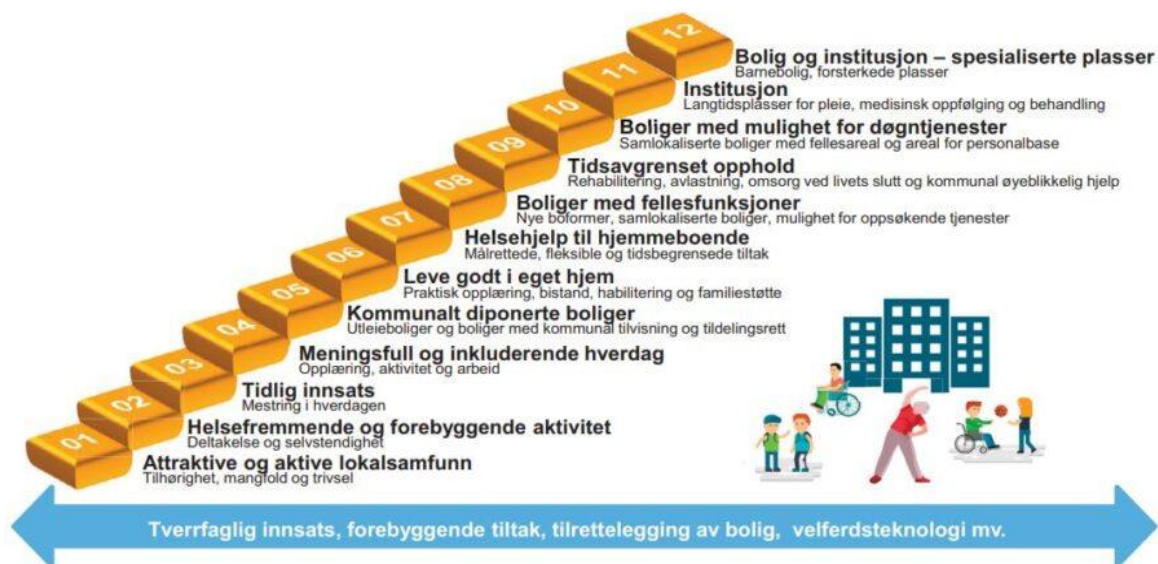 12
Bolig og institusjon – spesialiserte plasser
Barnebolig, forsterkede plasser
11
Institusjon
Langtidsplasser for pleie, medisinsk oppfølging og behandling
10
Boliger med mulighet for døgntjenester
Samlokaliserte boliger med fellesareal og areal for personalbase
09
Tidsavgrenset opphold
Rehabilitering, avlastning, omsorg ved livets slutt og kommunal øyeblikkelig hjelp
08
Boliger med fellesfunksjoner
Nye boformer, samlokaliserte boliger, mulighet for oppsøkende tjenester
07
Helsehjelp til hjemmeboende
Målrettede, fleksible og tidsbegrensede tiltak
06
Leve godt i eget hjem
Praktisk opplæring, bistand, habilitering og familiestøtte
05
Kommunalt diponerte boliger
Utleieboliger og boliger med kommunal tilvisning og tildelingsrett
04
Meningsfull og inkluderende hverdag
Opplæring, aktivitet og arbeid
03
Tidlig innsats
Mestring i hverdagen
02
Helsefremmende og forebyggende aktivitet
Deltakelse og selvstendighet
01
Attraktive og aktive lokalsamfunn
Tilhørighet, mangfold og trivsel
Tverrfaglig innsats, forebyggende tiltak, tilrettelegging av bolig, velferdsteknologi mv.